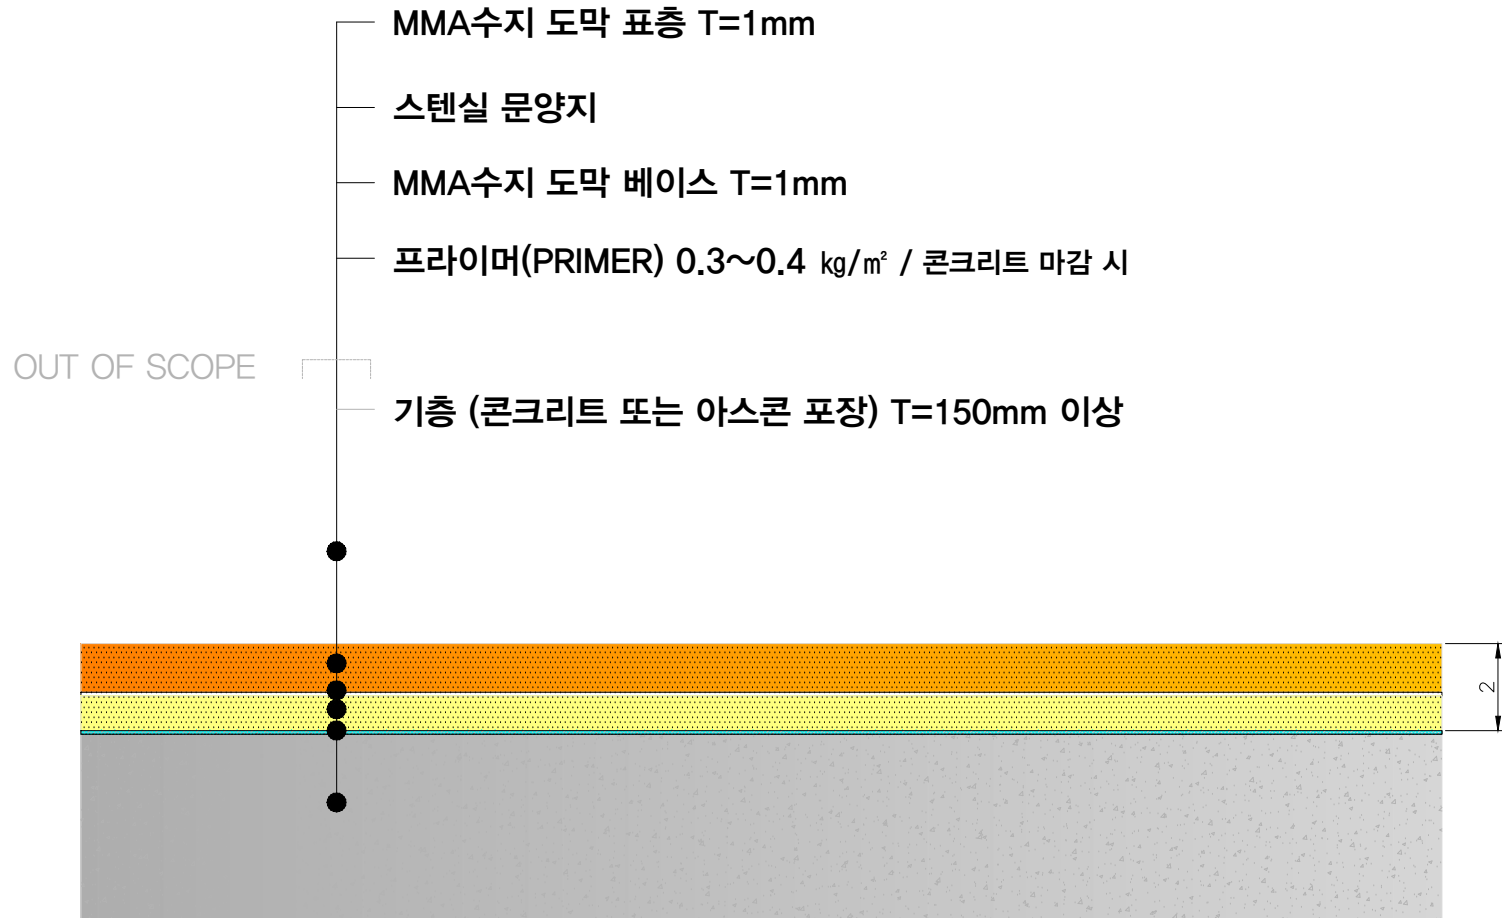 MMA수지 도막 표층 T=1mm
스텐실 문양지
MMA수지 도막 베이스 T=1mm
프라이머(PRIMER) 0.3~0.4 ㎏/㎡ / 콘크리트 마감 시
OUT OF SCOPE
기층 (콘크리트 또는 아스콘 포장) T=150mm 이상
2